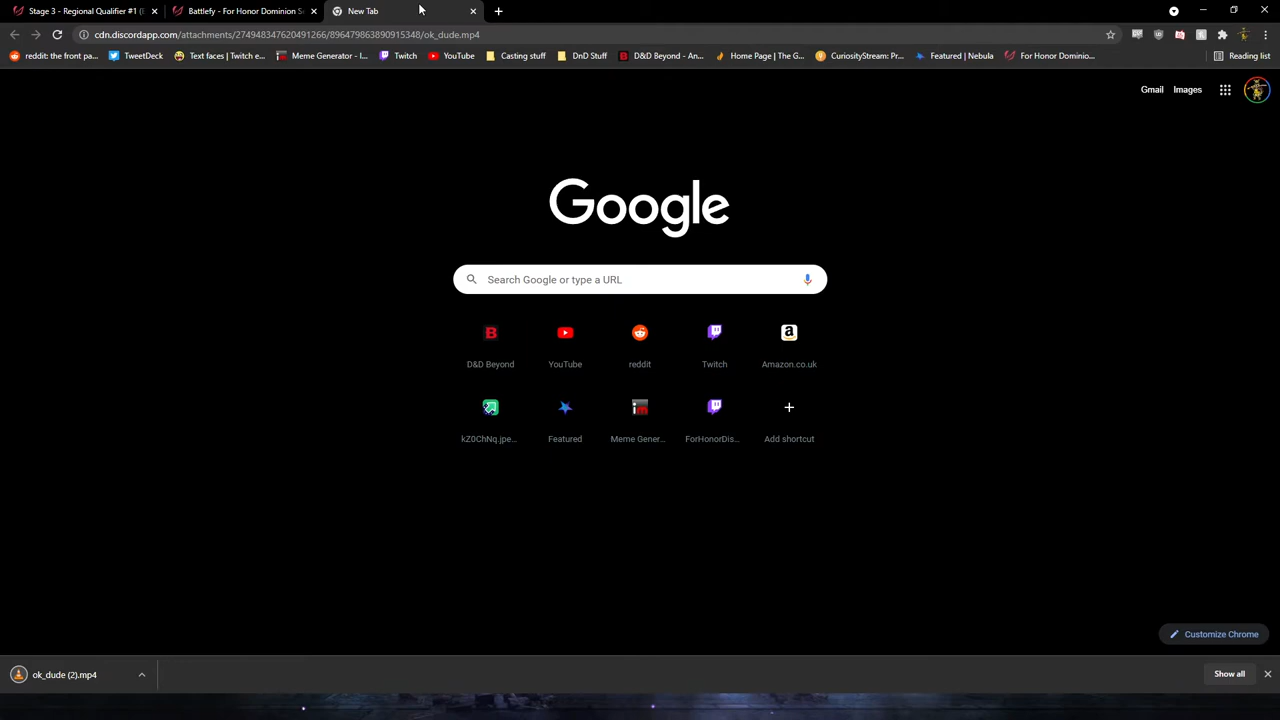 Stage 3 - Regional Qualifier #1 (E
Battlefy - For Honor Dominion Se
New Tab
cdn.discordapp.com/attachments/274948347620491266/896479863890915348/ok_dude.mp4
reddit: the front pa...
TweetDeck
Text faces | Twitch e...
Meme Generator - I...
Twitch
YouTube
Casting stuff
DnD Stuff
D&D Beyond - An...
Home Page | The G...
CuriosityStream: Pr...
Featured | Nebula
For Honor Dominio...
Reading list
Gmail
Images
Google
Search Google or type a URL
D&D Beyond
YouTube
reddit
Twitch
Amazon.co.uk
kZ0ChNq.jpe...
Featured
Meme Gener...
ForHonorDis...
Add shortcut
Customize Chrome
ok_dude (2).mp4
Show all